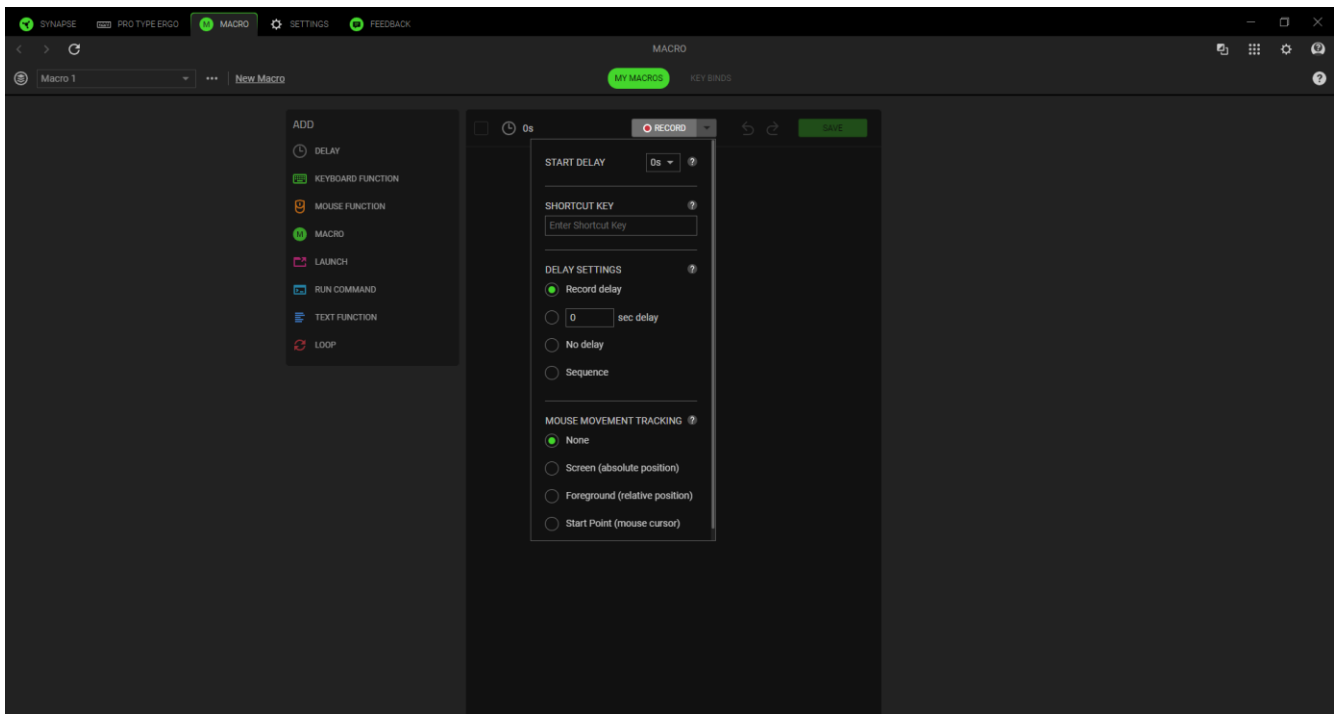 SYNAPSE PRO TYPE ERGO MACRO SETTINGS FEEDBACK
MACRO
Macro 1 New Macro MY MACROS KEY BINDS
ADD
DELAY
KEYBOARD FUNCTION
MOUSE FUNCTION
MACRO
LAUNCH
RUN COMMAND
TEXT FUNCTION
LOOP
0s RECORD SAVE
START DELAY 0s
SHORTCUT KEY
Enter Shortcut Key
DELAY SETTINGS
Record delay
0 sec delay
No delay
Sequence
MOUSE MOVEMENT TRACKING
None
Screen (absolute position)
Foreground (relative position)
Start Point (mouse cursor)